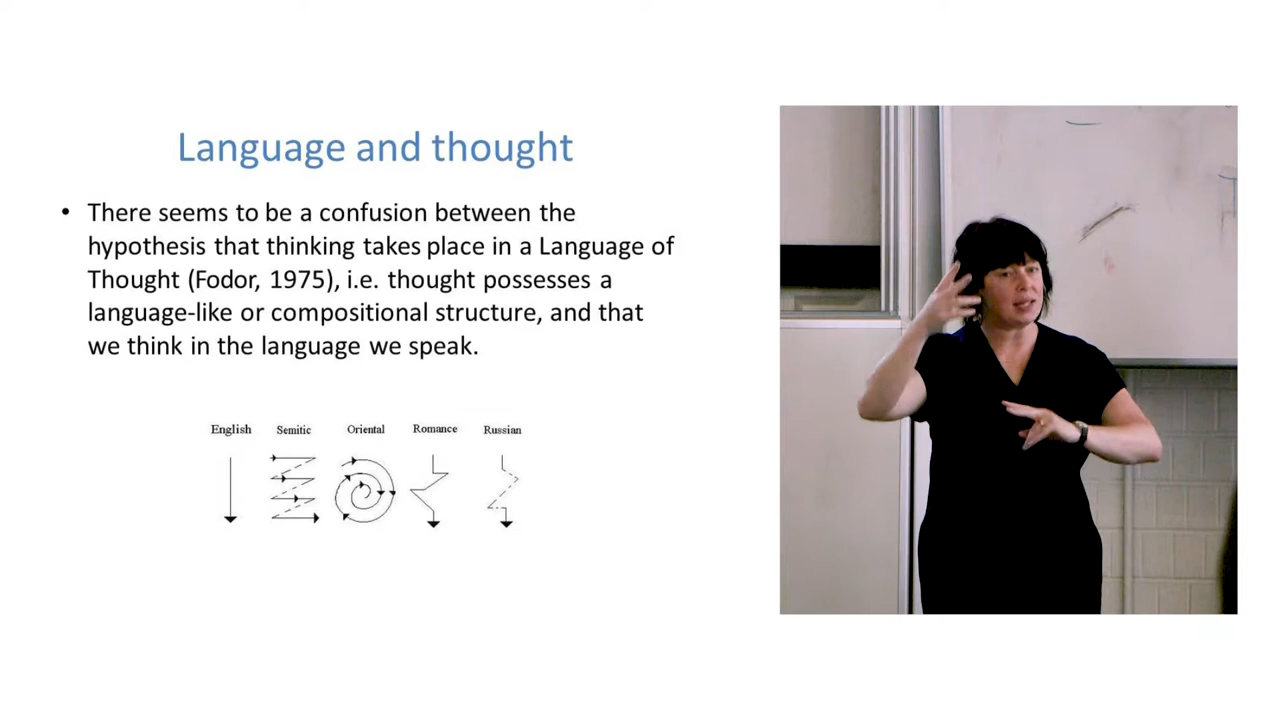 Language and thought
• There seems to be a confusion between the
hypothesis that thinking takes place in a Language of
Thought (Fodor, 1975), i.e. thought possesses a
language-like or compositional structure, and that
we think in the language we speak.
English Semitic Oriental Romance Russian